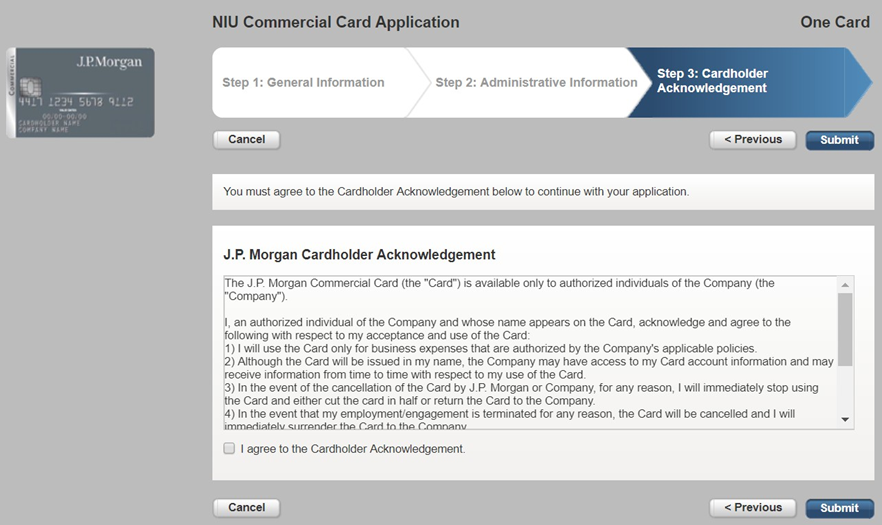 NIU Commercial Card Application
One Card
COMMERCIAL
J.P.Morgan
4417 1234 5678 9112
00/00-00/00
CARDHOLDER NAME
COMPANY NAME
Step 1: General Information
Step 2: Administrative Information
Step 3: Cardholder
Acknowledgement
Cancel
< Previous
Submit
You must agree to the Cardholder Acknowledgement below to continue with your application.
J.P. Morgan Cardholder Acknowledgement
The J.P. Morgan Commercial Card (the "Card") is available only to authorized individuals of the Company (the
"Company").
I, an authorized individual of the Company and whose name appears on the Card, acknowledge and agree to the
following with respect to my acceptance and use of the Card:
1) I will use the Card only for business expenses that are authorized by the Company's applicable policies.
2) Although the Card will be issued in my name, the Company may have access to my Card account information and may
receive information from time to time with respect to my use of the Card.
3) In the event of the cancellation of the Card by J.P. Morgan or Company, for any reason, I will immediately stop using
the Card and either cut the card in half or return the Card to the Company.
4) In the event that my employment/engagement is terminated for any reason, the Card will be cancelled and I will
immediately surrender the Card to the Company.
I agree to the Cardholder Acknowledgement.
Cancel
< Previous
Submit